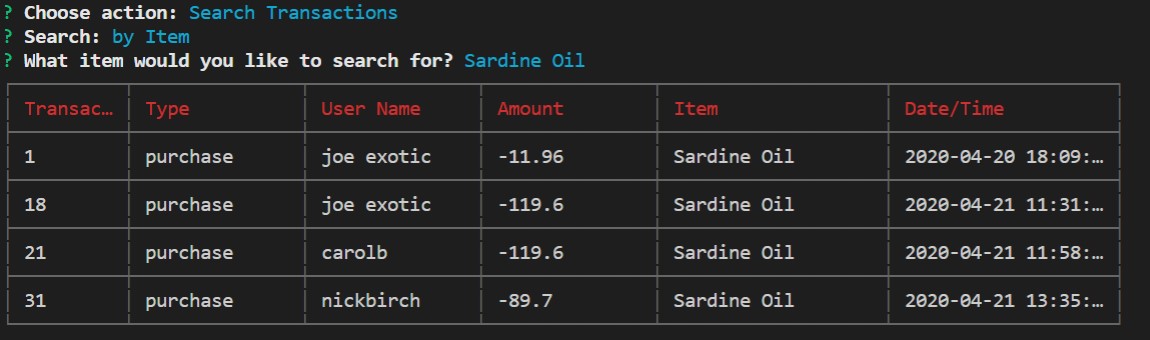 ? Choose action: Search Transactions
? Search: by Item
? What item would you like to search for? Sardine Oil
Transac… Type User Name Amount Item Date/Time
1 purchase joe exotic -11.96 Sardine Oil 2020-04-20 18:09:…
18 purchase joe exotic -119.6 Sardine Oil 2020-04-21 11:31:…
21 purchase carolb -119.6 Sardine Oil 2020-04-21 11:58:…
31 purchase nickbirch -89.7 Sardine Oil 2020-04-21 13:35:…